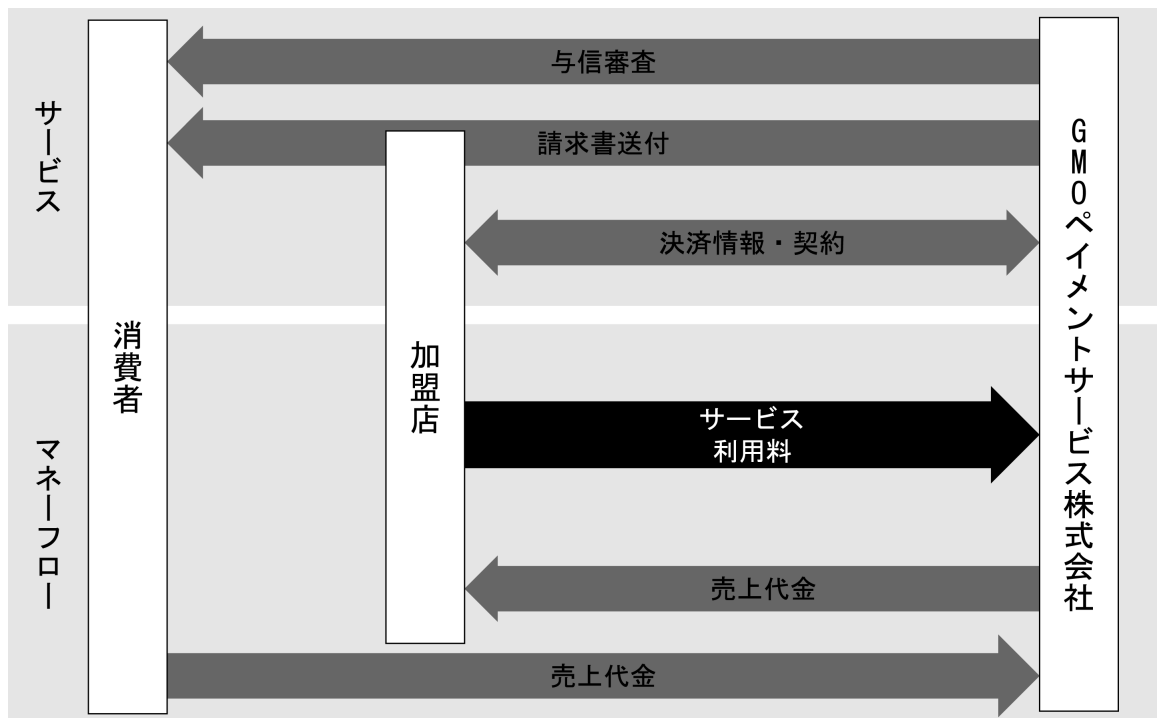 サービス
与信審査
請求書送付
決済情報・契約
消費者
加盟店
GMOペイメントサービス株式会社
マネーフロー
サービス
利用料
売上代金
売上代金